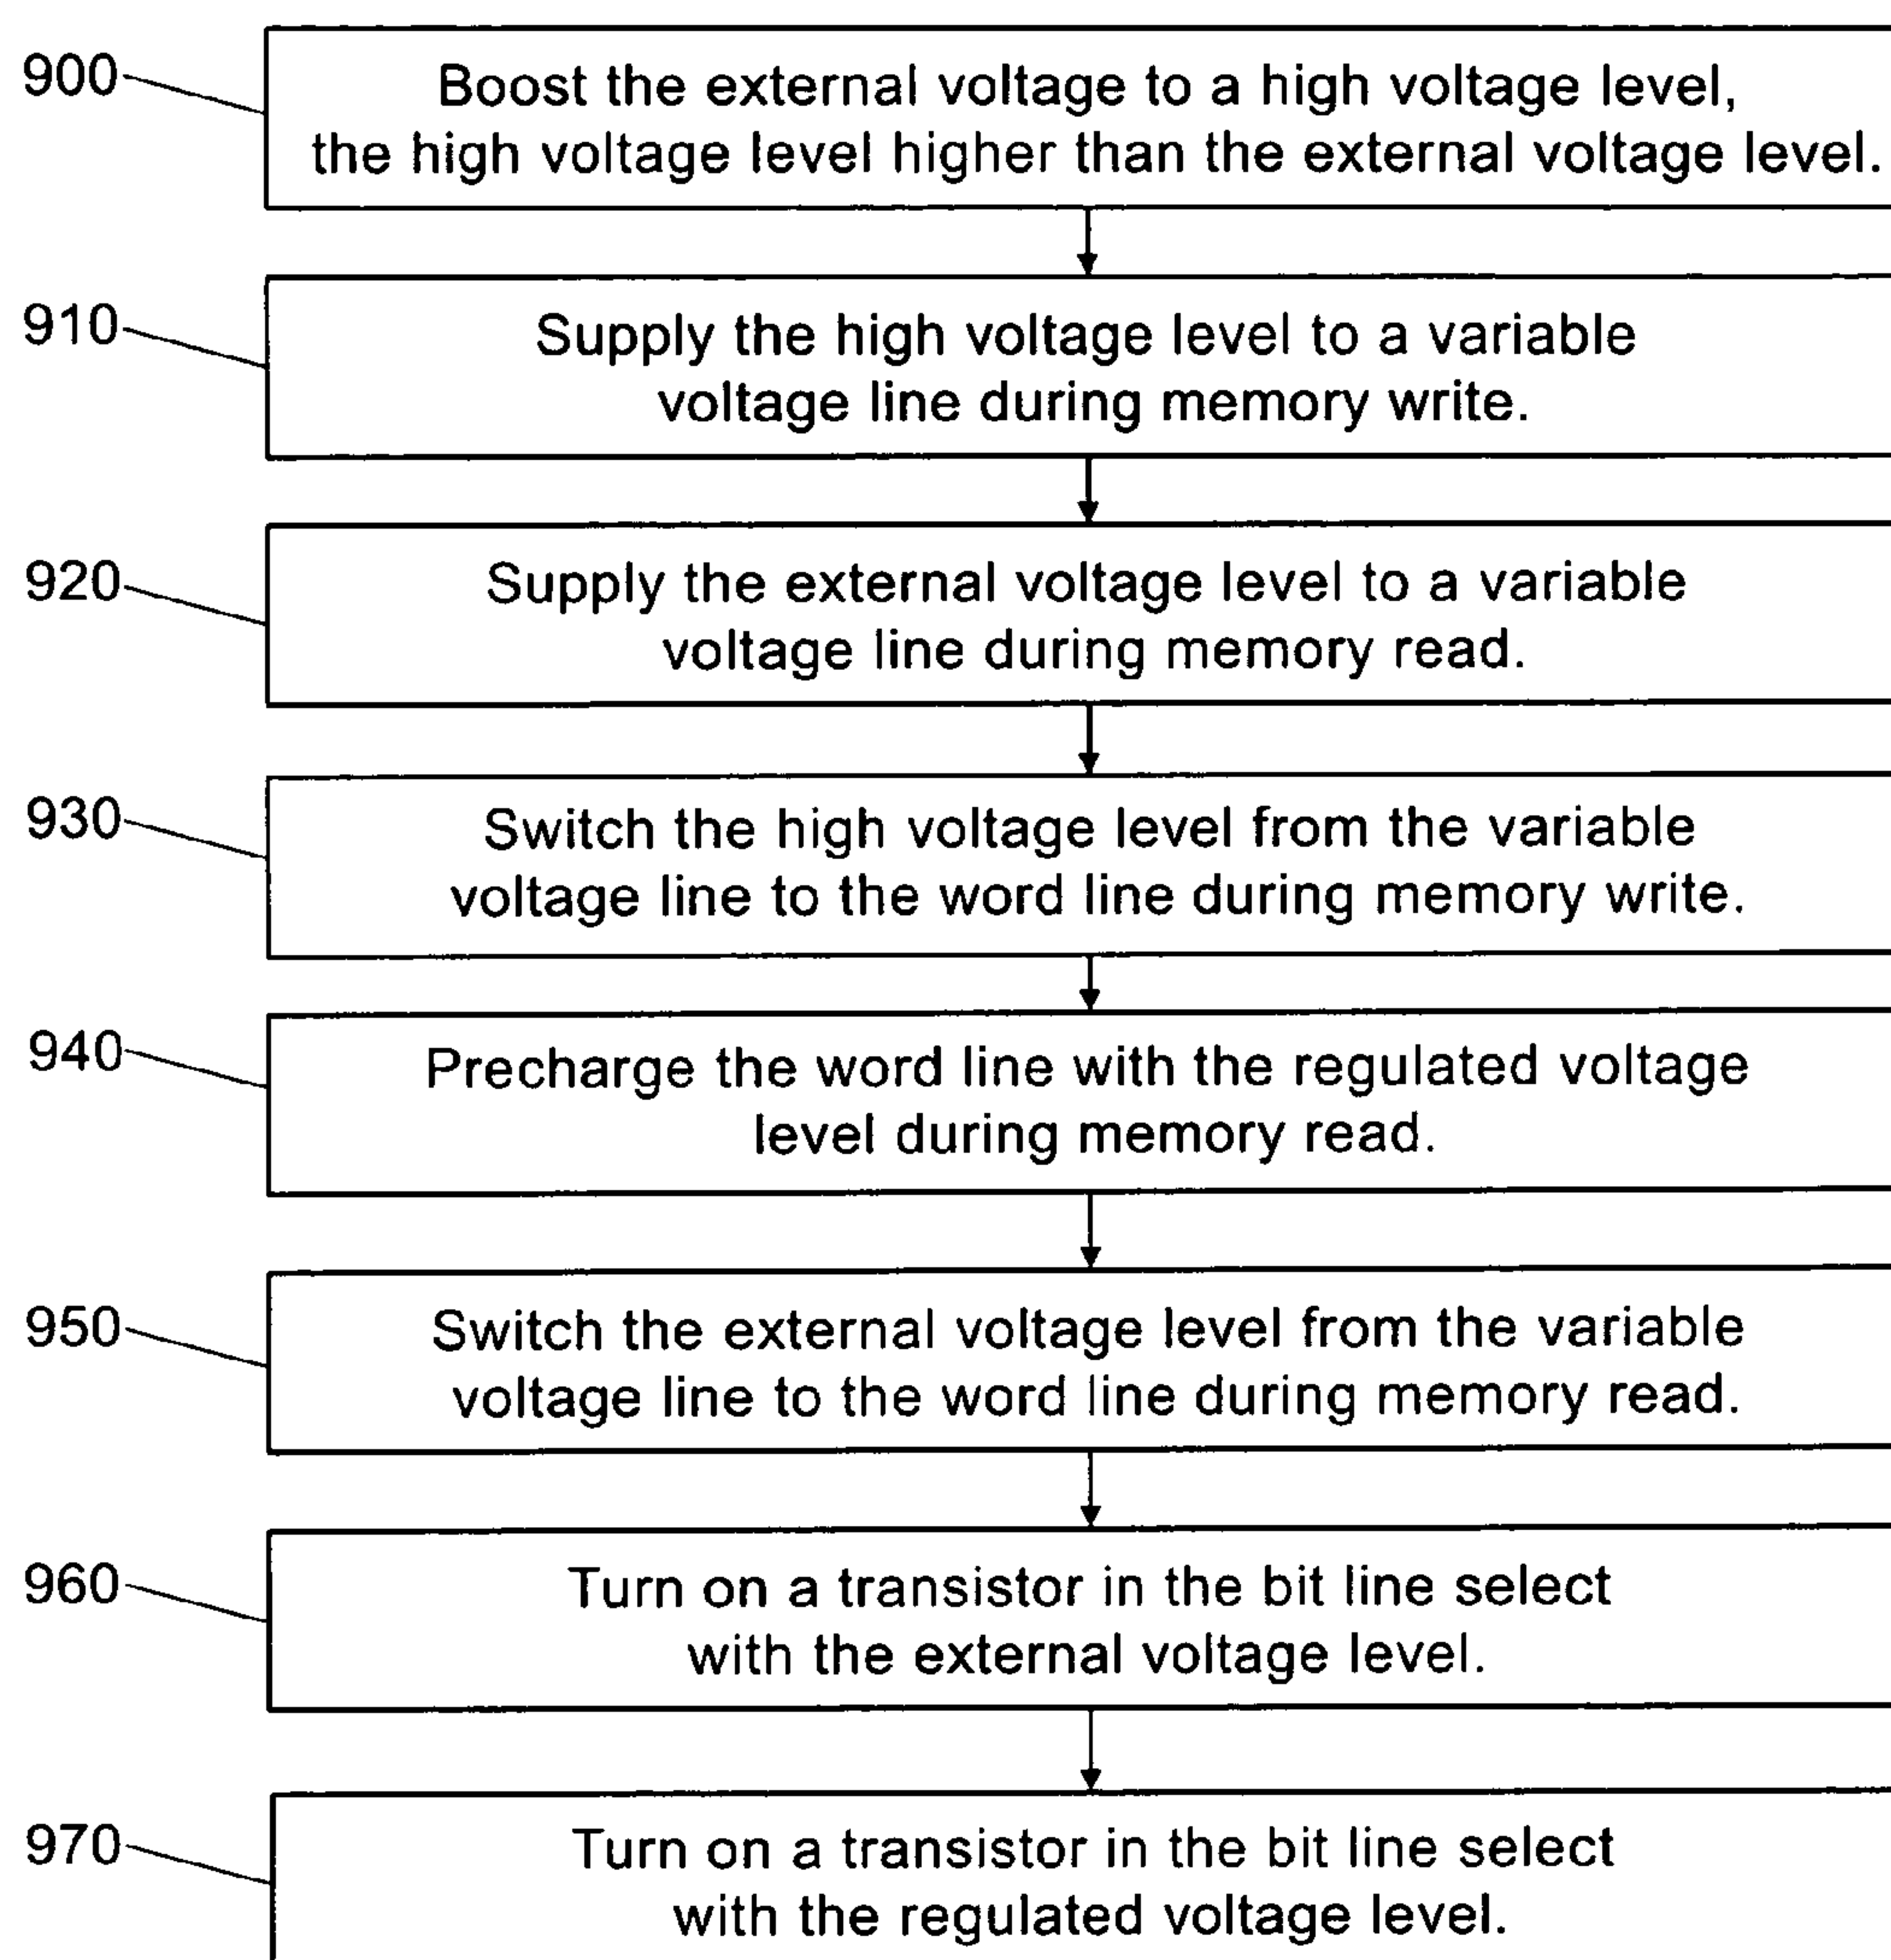 900
Boost the external voltage to a high voltage level,
the high voltage level higher than the external voltage level.
910
Supply the high voltage level to a variable
voltage line during memory write.
920
Supply the external voltage level to a variable
voltage line during memory read.
930
Switch the high voltage level from the variable
voltage line to the word line during memory write.
940
Precharge the word line with the regulated voltage
level during memory read.
950
Switch the external voltage level from the variable
voltage line to the word line during memory read.
960
Turn on a transistor in the bit line select
with the external voltage level.
970
Turn on a transistor in the bit line select
with the regulated voltage level.